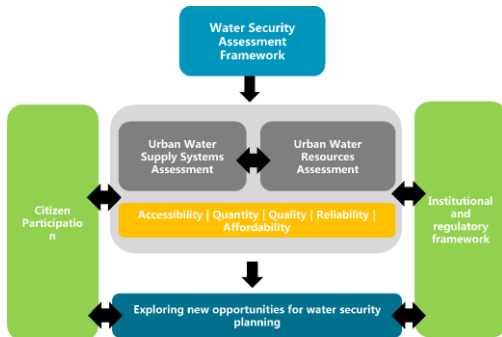 Water Security
Assessment
Framework
Urban Water
Supply Systems
Assessment
Urban Water
Resources
Assessment
Accessibility | Quantity | Quality | Reliability |
Affordability
Citizen
Participatio
n
Institutional
and
regulatory
framework
Exploring new opportunities for water security
planning